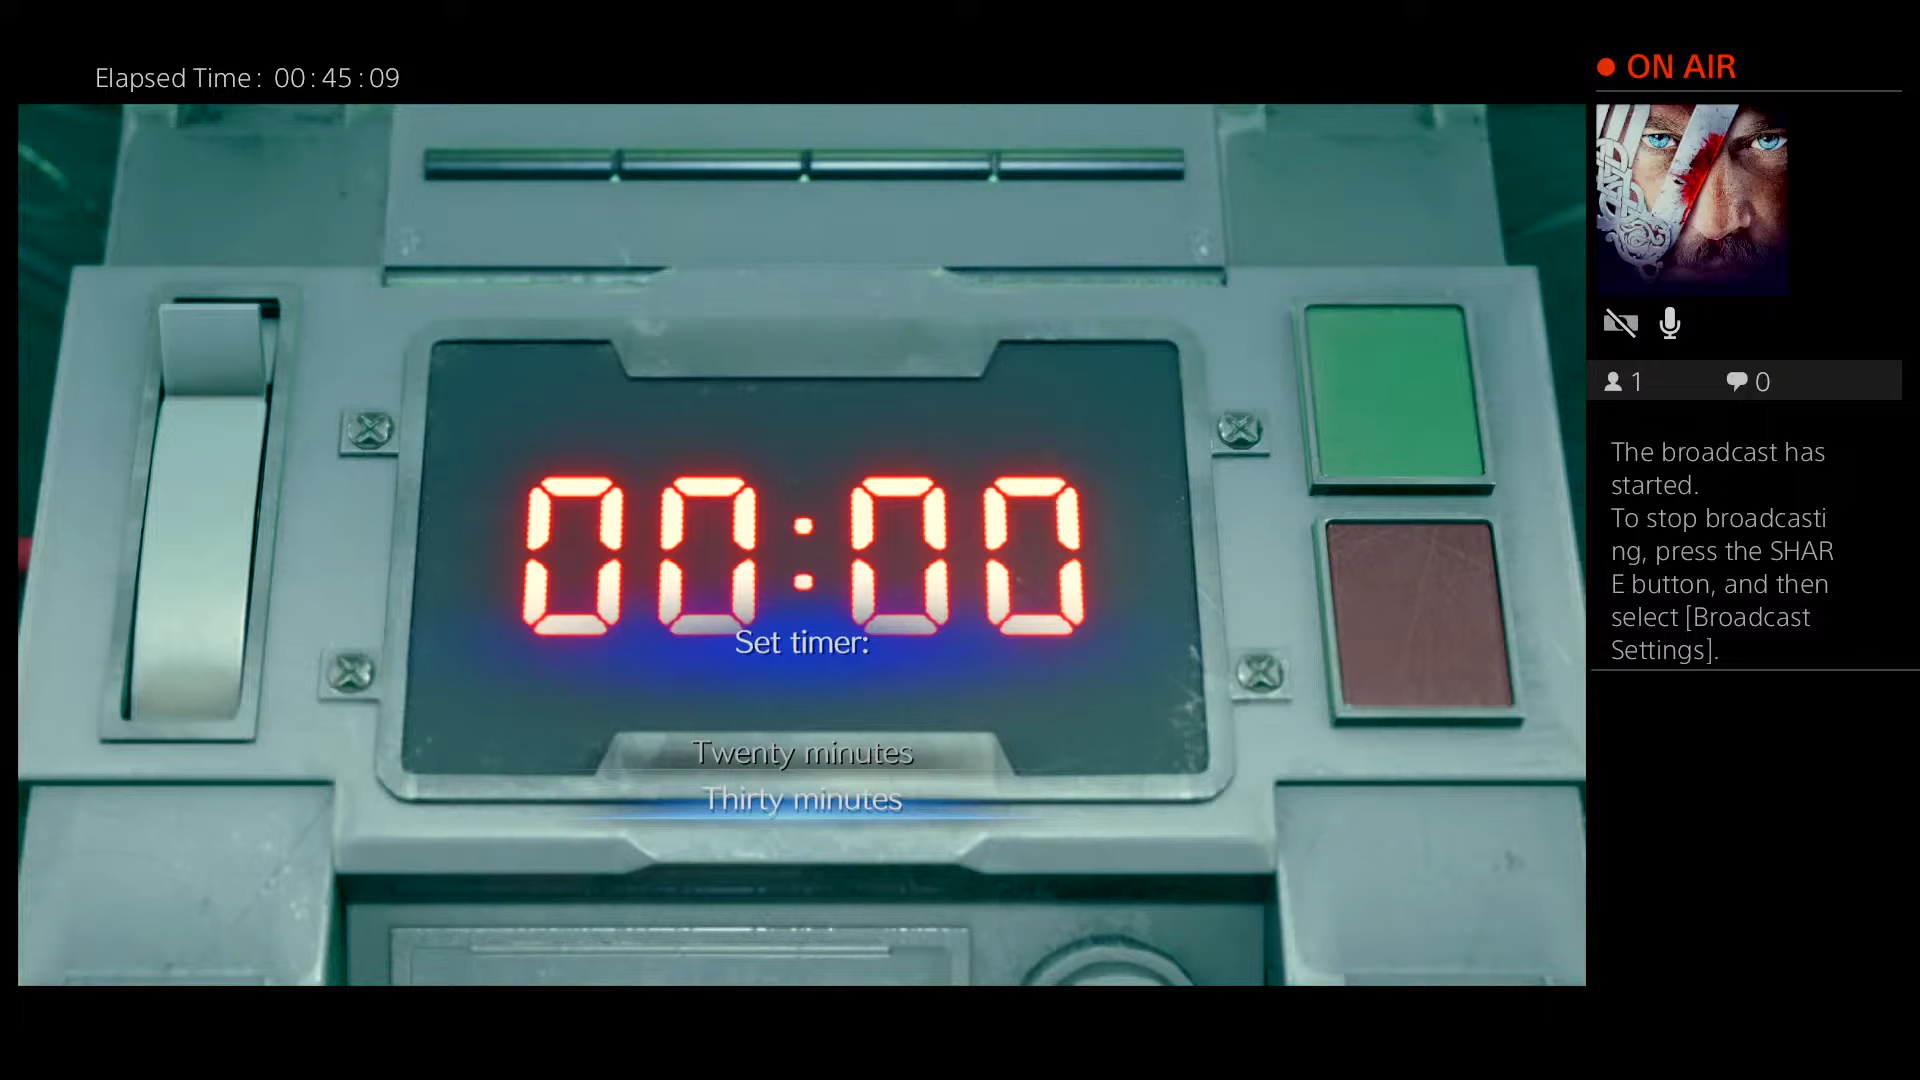 Elapsed Time: 00:45:09
ON AIR
00:00
Set timer:
Twenty minutes
Thirty minutes
1
0
The broadcast has
started.
To stop broadcasti
ng, press the SHAR
E button, and then
select [Broadcast
Settings].